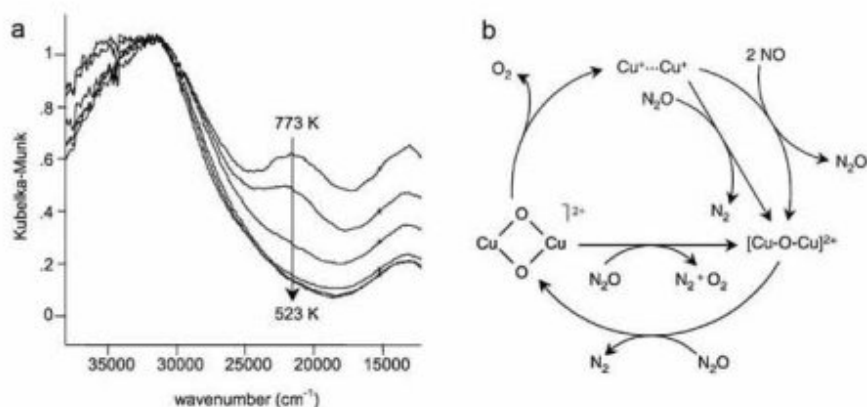 a
Kubelka-Munk
1
.8
.6
.4
.2
0
773 K
523 K
35000 30000 25000 20000 15000
wavenumber (cm⁻¹)
b
O₂
Cu⁺···Cu⁺
2 NO
N₂O
N₂O
N₂
O
Cu Cu
O
]²⁺
[Cu-O-Cu]²⁺
N₂O
N₂+O₂
N₂
N₂O